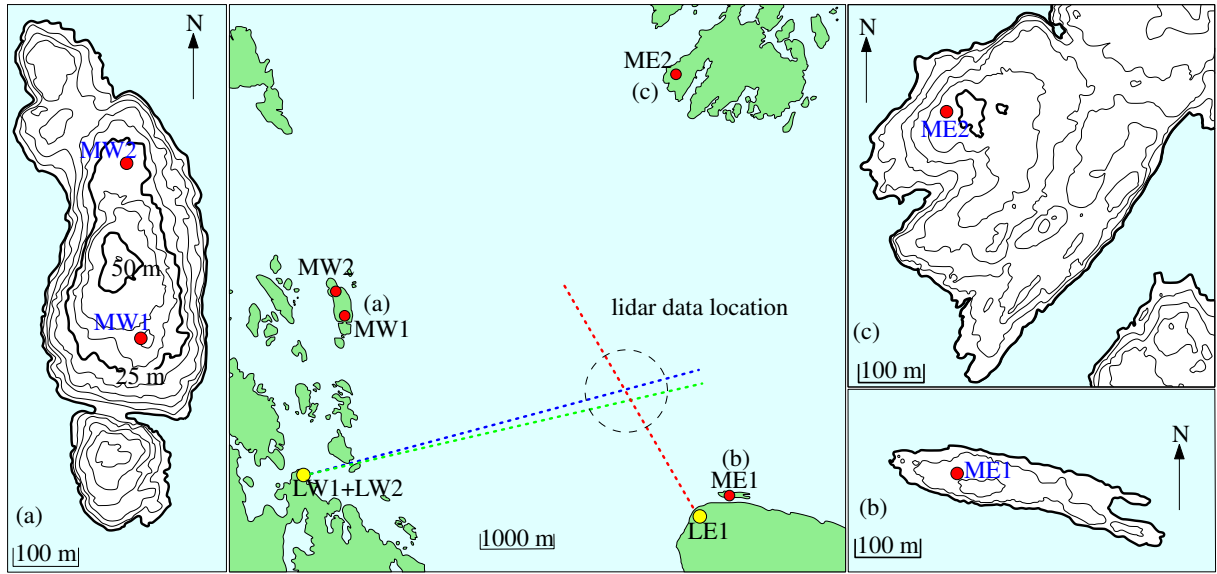 N
MW2
50 m
MW1
25 m
(a)
100 m
ME2
(c)
MW2
(a)
MW1
lidar data location
(b)
ME1
LW1+LW2
LE1
1000 m
N
ME2
(c)
100 m
N
ME1
(b)
100 m